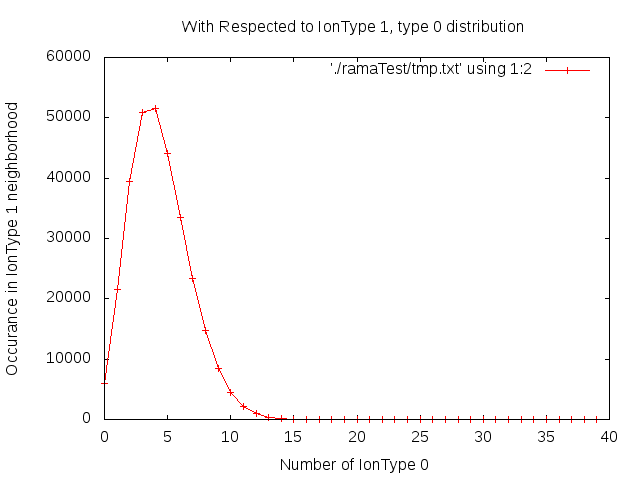 With Respected to IonType 1, type 0 distribution
'./ramaTest/tmp.txt' using 1:2
60000
50000
40000
30000
20000
10000
0
Occurance in IonType 1 neighborhood
0 5 10 15 20 25 30 35 40
Number of IonType 0